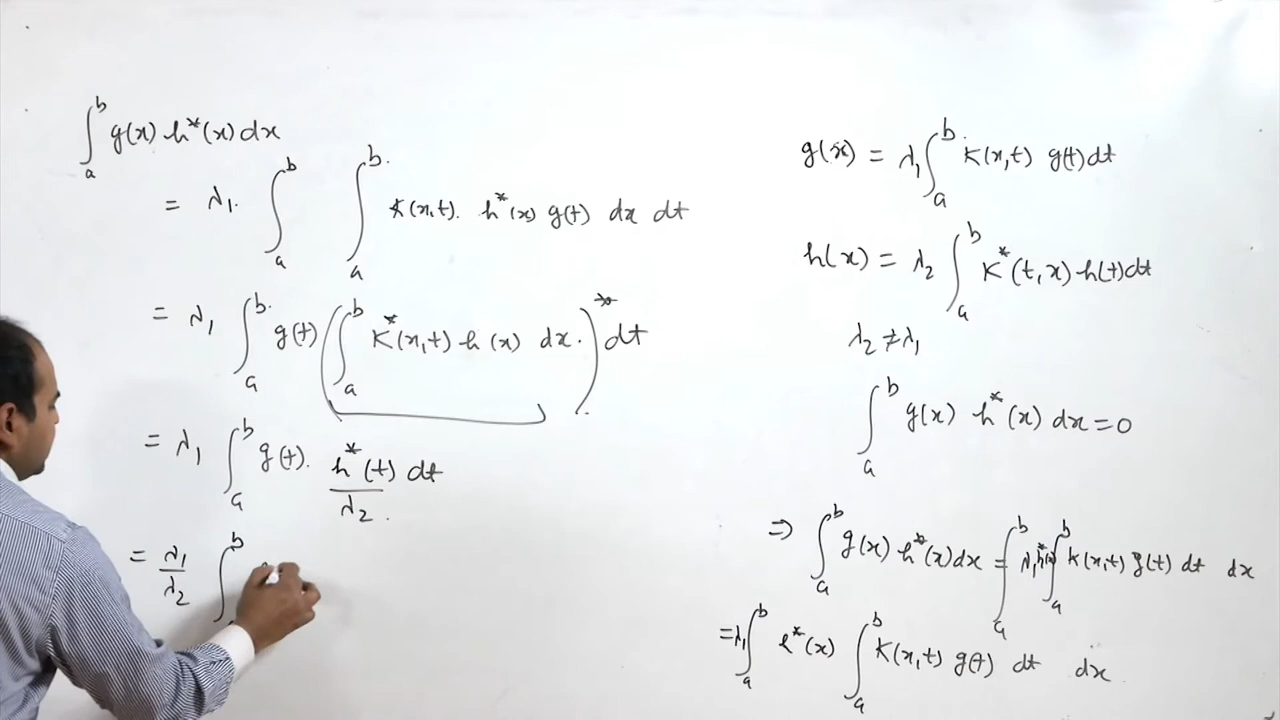 ∫_a^b g(x) h*(x) dx
= λ₁. ∫_a^b ∫_a^b K(x,t). h*(x) g(t) dx dt
= λ₁ ∫_a^b g(t) (∫_a^b K*(x,t) h(x) dx.)* dt
= λ₁ ∫_a^b g(t). h*(t)/λ₂ dt
= λ₁/λ₂ ∫_a^b
g(x) = λ₁ ∫_a^b K(x,t) g(t) dt
h(x) = λ₂ ∫_a^b K*(t,x) h(t) dt
λ₂ ≠ λ₁
∫_a^b g(x) h*(x) dx = 0
⇒ ∫_a^b g(x) h*(x) dx = ∫_a^b λ₁ h*(x) ∫_a^b K(x,t) g(t) dt dx
= λ₁ ∫_a^b h*(x) ∫_a^b K(x,t) g(t) dt dx